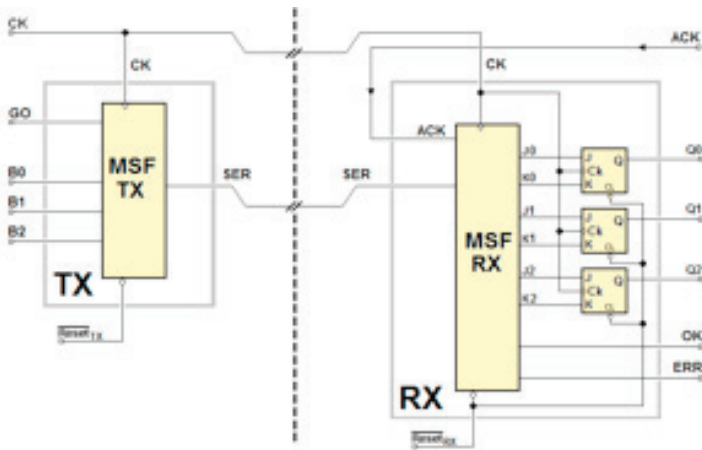 CK
CK
GO
B0
B1
B2
MSF
TX
SER
TX
Reset TX
SER
ACK
CK
ACK
MSF
RX
J0
K0
J1
K1
J2
K2
J
Ck
K
Q
J
Ck
K
Q
J
Ck
K
Q
Q0
Q1
Q2
OK
ERR
RX
Reset RX